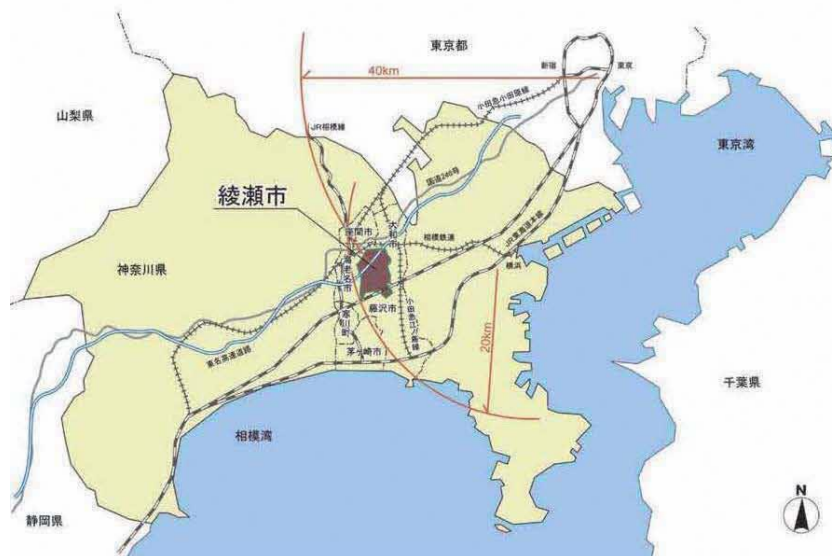 東京都
40km
新宿
東京
小田急小田原線
山梨県
JR相模線
東京湾
国道246号
綾瀬市
座間市
大和市
相模鉄道
JR東海道本線
横浜
神奈川県
海老名市
藤沢市
寒川町
小田急江ノ島線
20km
東名高速道路
茅ヶ崎市
千葉県
相模湾
静岡県
N